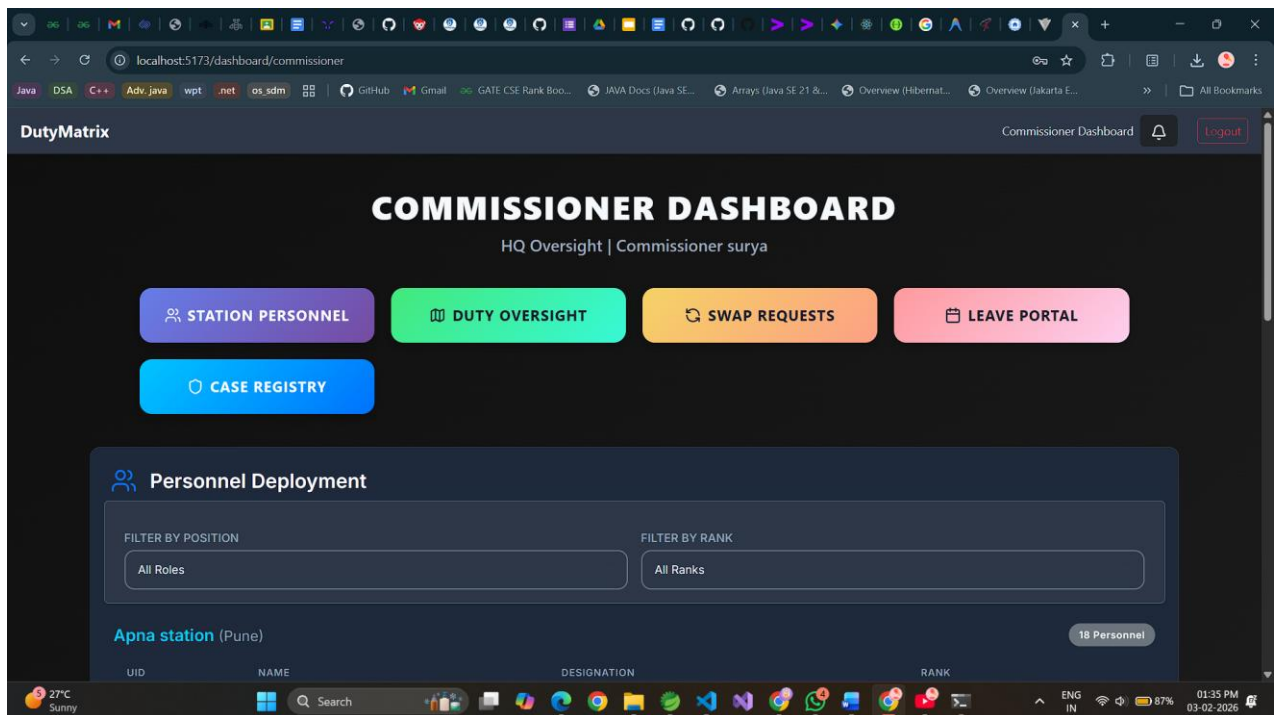 localhost:5173/dashboard/commissioner
Java DSA C++ Adv. java wpt .net os_sdm GitHub Gmail GATE CSE Rank Boo... JAVA Docs (Java SE... Arrays (Java SE 21 &... Overview (Hibernat... Overview (Jakarta E... » All Bookmarks
DutyMatrix Commissioner Dashboard Logout
COMMISSIONER DASHBOARD
HQ Oversight | Commissioner surya
STATION PERSONNEL DUTY OVERSIGHT SWAP REQUESTS LEAVE PORTAL
CASE REGISTRY
Personnel Deployment
FILTER BY POSITION FILTER BY RANK
All Roles All Ranks
Apna station (Pune) 18 Personnel
UID NAME DESIGNATION RANK
5 27°C Sunny Search 4 ENG IN 87% 01:35 PM 03-02-2026